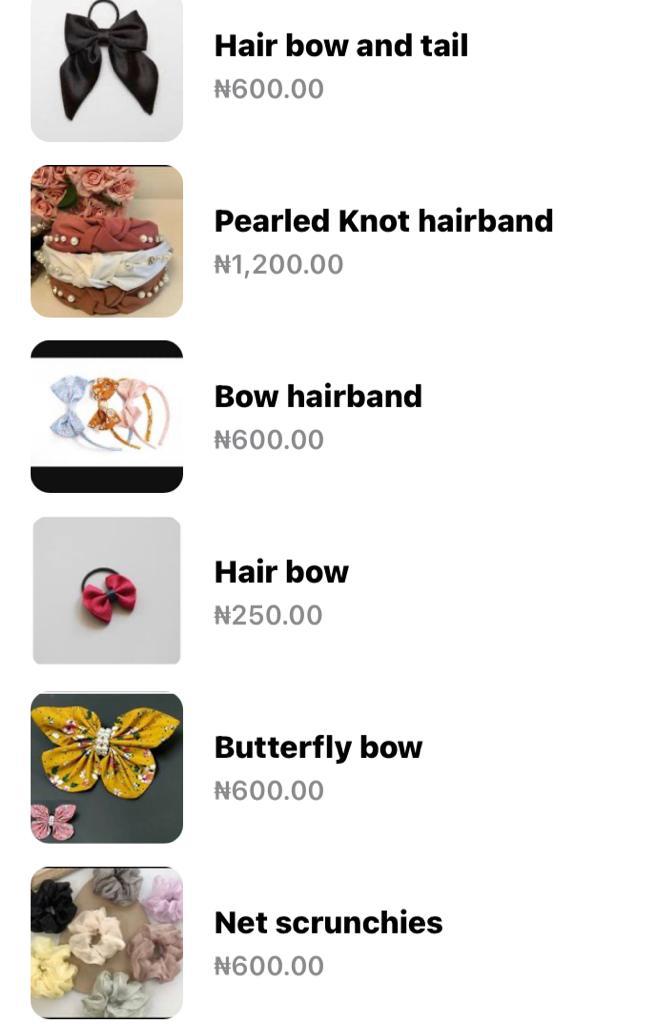 Hair bow and tail
₦600.00
Pearled Knot hairband
₦1,200.00
Bow hairband
₦600.00
Hair bow
₦250.00
Butterfly bow
₦600.00
Net scrunchies
₦600.00